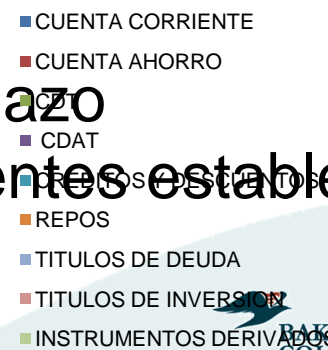 CUENTA CORRIENTE
CUENTA AHORRO
azo
CDT
CDAT
entes estable
CREDITOS Y DESCUENTOS
REPOS
TITULOS DE DEUDA
TITULOS DE INVERSION
INSTRUMENTOS DERIVADOS